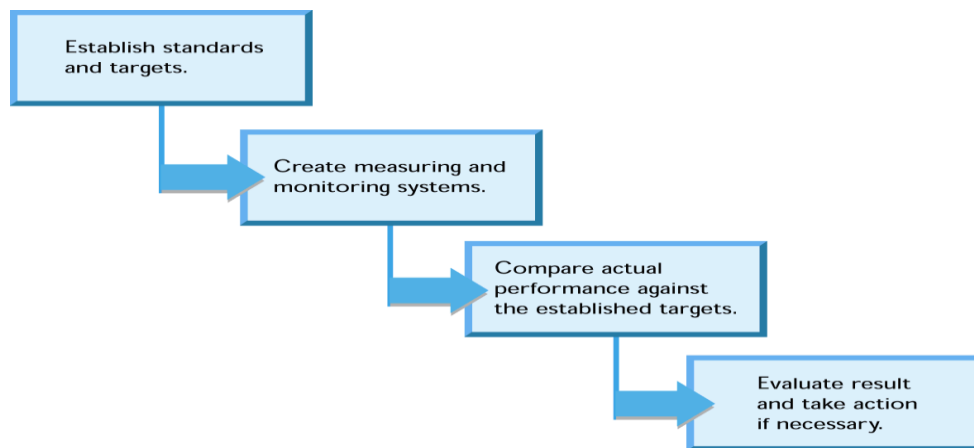 Establish standards
and targets.
Create measuring and
monitoring systems.
Compare actual
performance against
the established targets.
Evaluate result
and take action
if necessary.